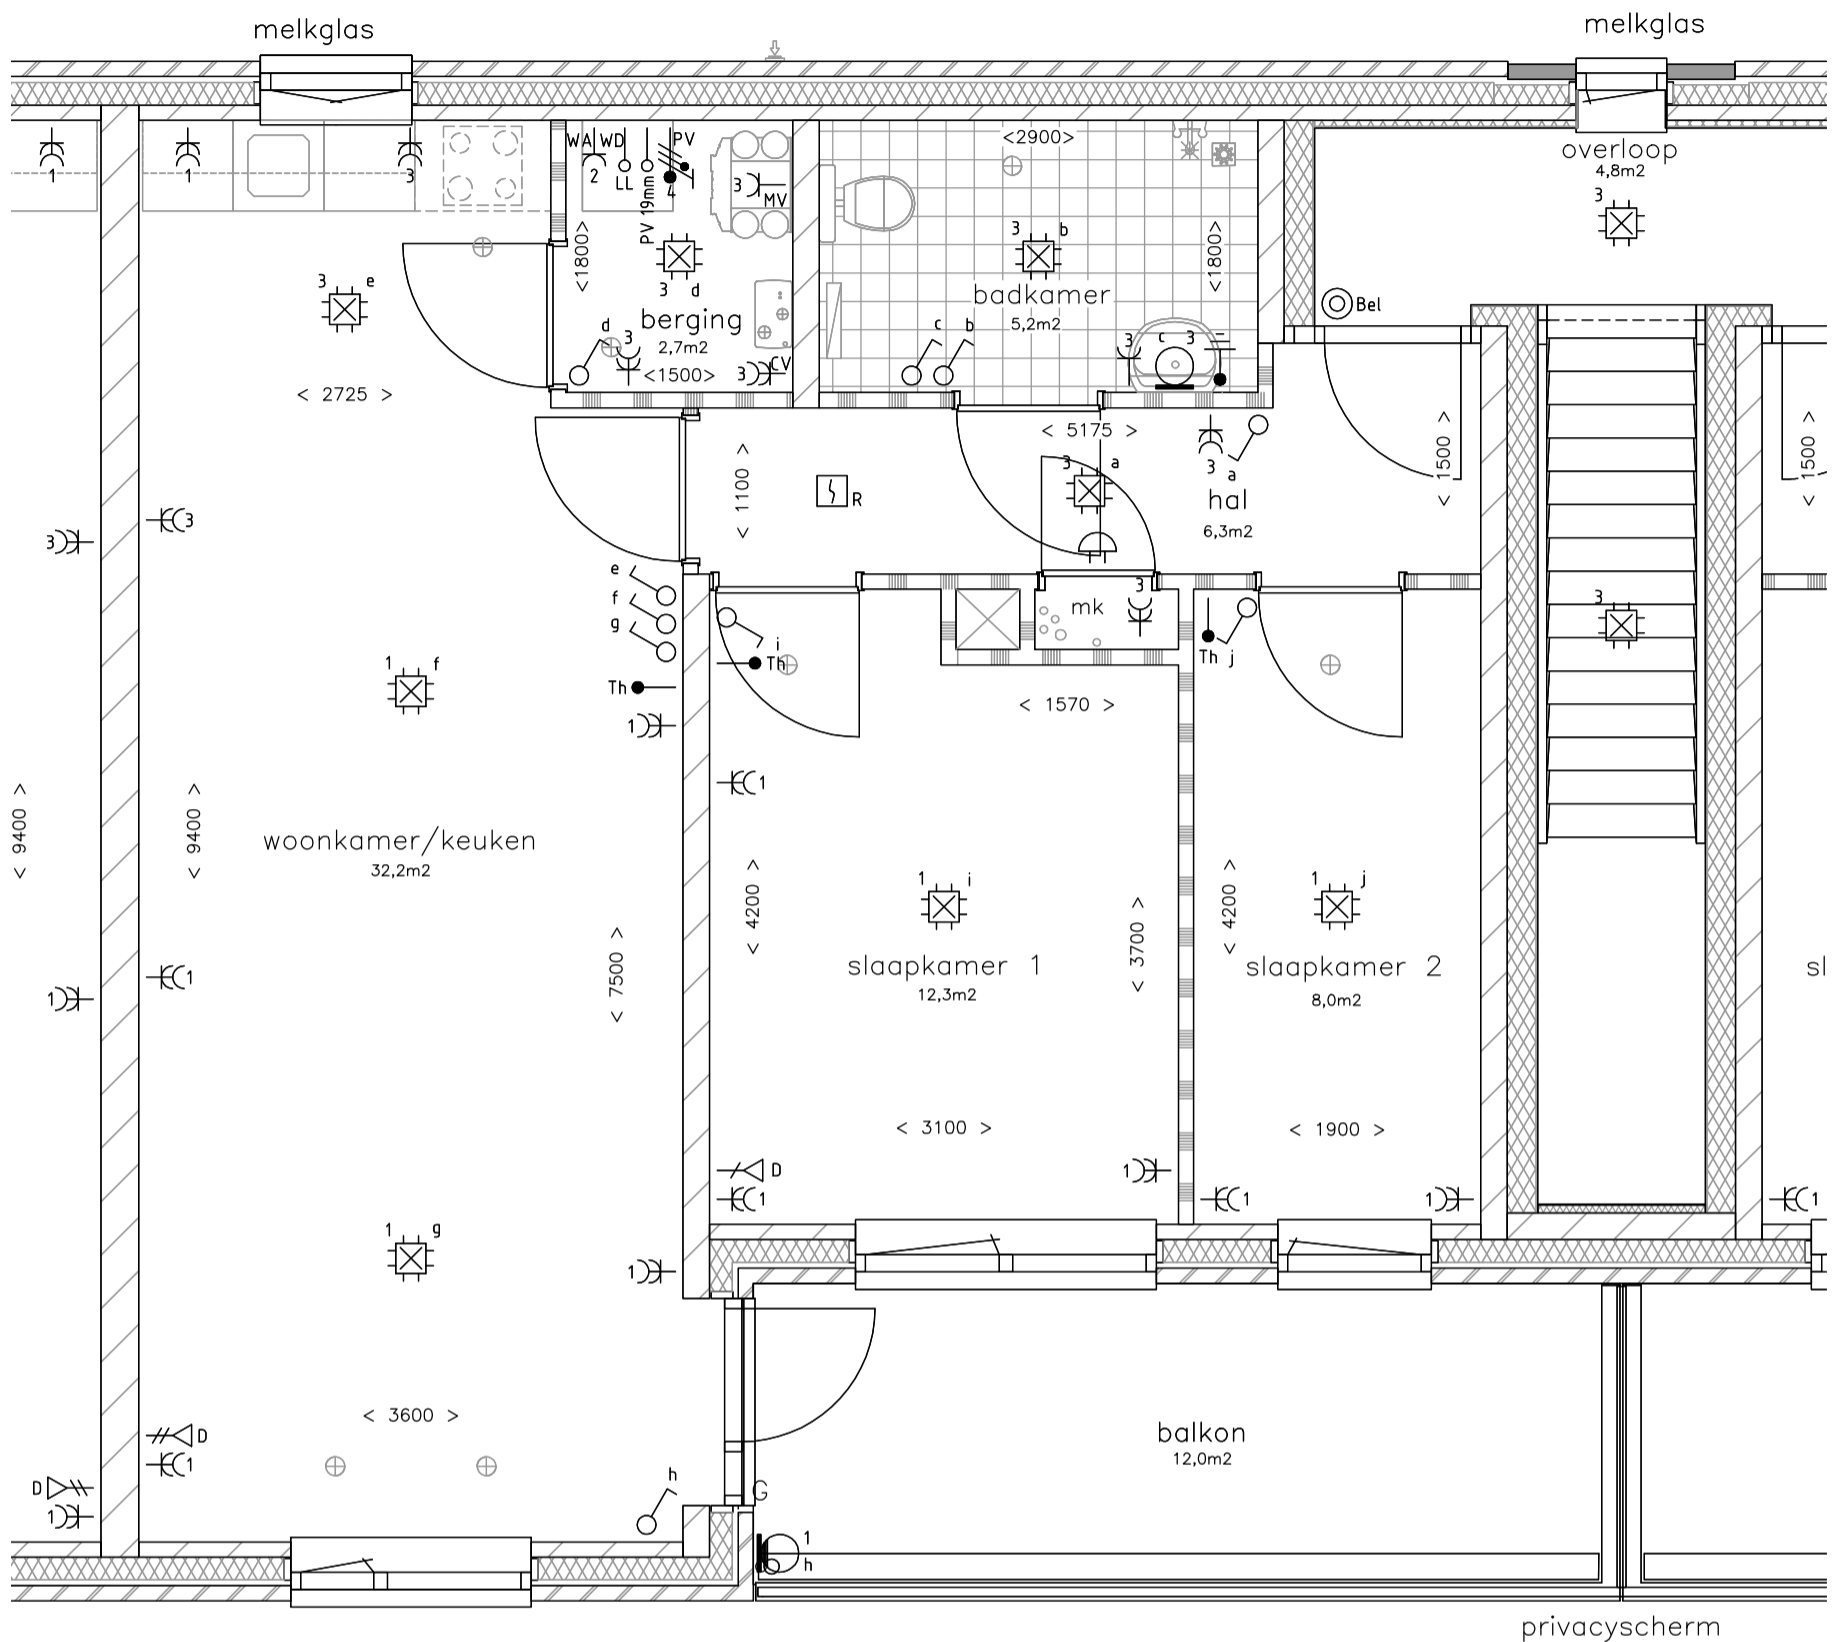 melkglas
melkglas
1
1
3
WA
WD
2
LL
PV 19mm
PV
4
3
MV
<2900>
overloop
4,8m2
3
<1800>
3
d
3
b
<1800>
3
e
berging
2,7m2
badkamer
5,2m2
Bel
d
3
<1500>
3
CV
c
b
3
c
3
< 2725 >
< 5175 >
< 1100 >
R
3
a
3
a
hal
6,3m2
< 1500 >
< 1500 >
3
3
e
f
g
i
Th
Th
mk
3
Th
j
3
1
f
1
1
< 1570 >
< 9400 >
< 9400 >
woonkamer/keuken
32,2m2
< 7500 >
< 4200 >
1
i
slaapkamer 1
12,3m2
< 3700 >
< 4200 >
1
j
slaapkamer 2
8,0m2
sl
1
1
< 3100 >
< 1900 >
D
1
1
1
1
1
1
g
1
< 3600 >
D
1
D
1
h
G
balkon
12,0m2
1
h
privacyscherm